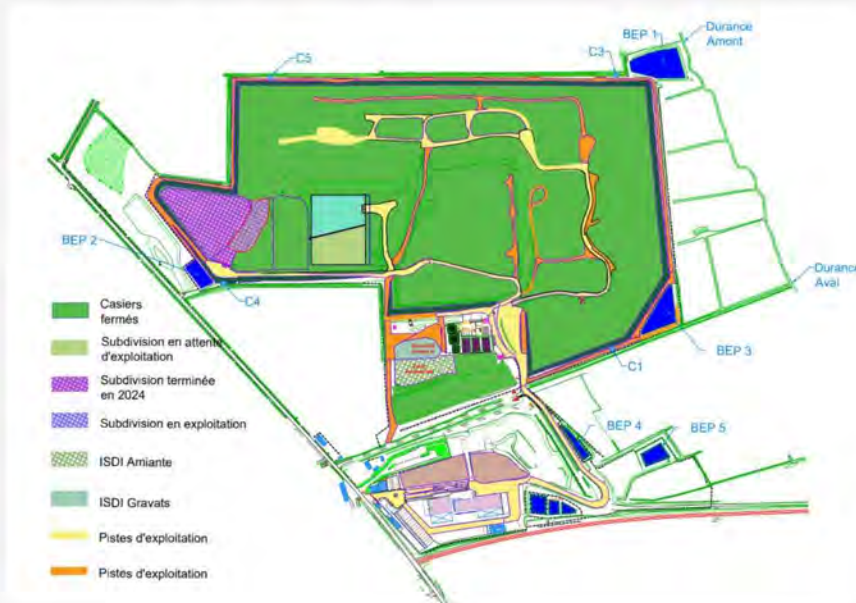 Durance
Amont
BEP 1
C5
C3
BEP 2
C4
Durance
Aval
BEP 3
C1
BEP 4
BEP 5
Casiers
fermés
Subdivision en attente
d'exploitation
Subdivision terminée
en 2024
Subdivision en exploitation
ISDI Amiante
ISDI Gravats
Pistes d'exploitation
Pistes d'exploitation